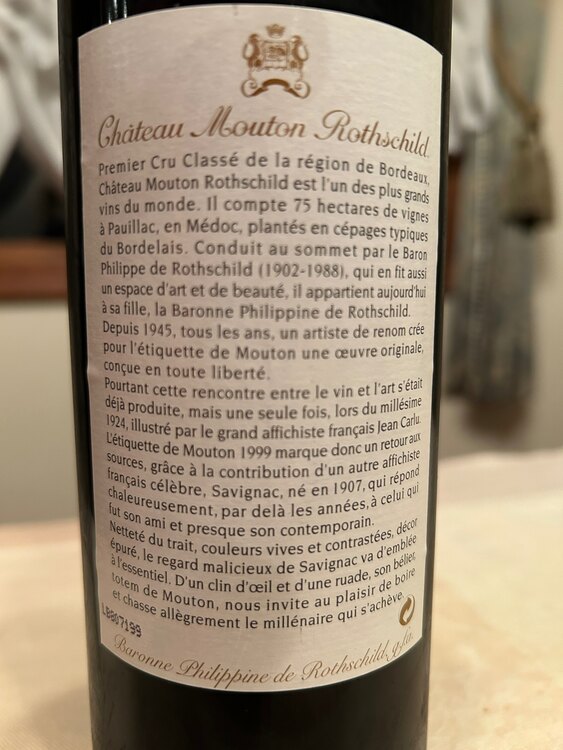 Château Mouton Rothschild
Premier Cru Classé de la région de Bordeaux,
Château Mouton Rothschild est l'un des plus grands
vins du monde. Il compte 75 hectares de vignes
à Pauillac, en Médoc, plantés en cépages typiques
du Bordelais. Conduit au sommet par le Baron
Philippe de Rothschild (1902-1988), qui en fit aussi
un espace d'art et de beauté, il appartient aujourd'hui
à sa fille, la Baronne Philippine de Rothschild.
Depuis 1945, tous les ans, un artiste de renom crée
pour l'étiquette de Mouton une œuvre originale,
conçue en toute liberté.
Pourtant cette rencontre entre le vin et l'art s'était
déjà produite, mais une seule fois, lors du millésime
1924, illustré par le grand affichiste français Jean Carlu.
L'étiquette de Mouton 1999 marque donc un retour aux
sources, grâce à la contribution d'un autre affichiste
français célèbre, Savignac, né en 1907, qui répond
chaleureusement, par delà les années, à celui qui
fut son ami et presque son contemporain.
Netteté du trait, couleurs vives et contrastées, décor
épuré, le regard malicieux de Savignac va d'emblée
à l'essentiel. D'un clin d'œil et d'une ruade, son bélier,
totem de Mouton, nous invite au plaisir de boire
et chasse allègrement le millénaire qui s'achève.
LBB07199
Baronne Philippine de Rothschild, g.f.a.